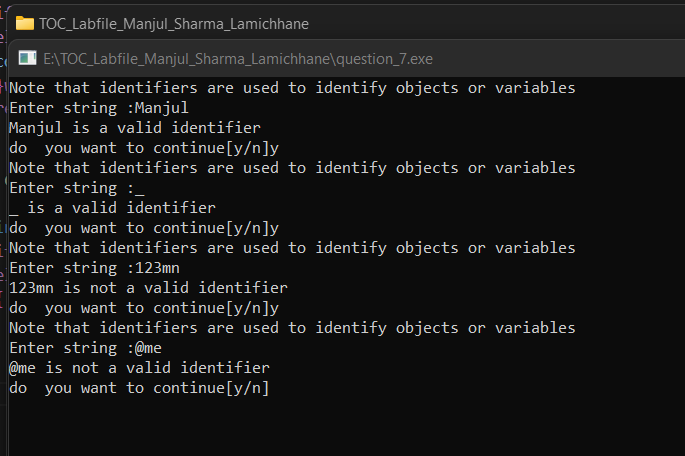 TOC_Labfile_Manjul_Sharma_Lamichhane
E:\TOC_Labfile_Manjul_Sharma_Lamichhane\question_7.exe
Note that identifiers are used to identify objects or variables
Enter string :Manjul
Manjul is a valid identifier
do  you want to continue[y/n]y
Note that identifiers are used to identify objects or variables
Enter string :_
_ is a valid identifier
do  you want to continue[y/n]y
Note that identifiers are used to identify objects or variables
Enter string :123mn
123mn is not a valid identifier
do  you want to continue[y/n]y
Note that identifiers are used to identify objects or variables
Enter string :@me
@me is not a valid identifier
do  you want to continue[y/n]